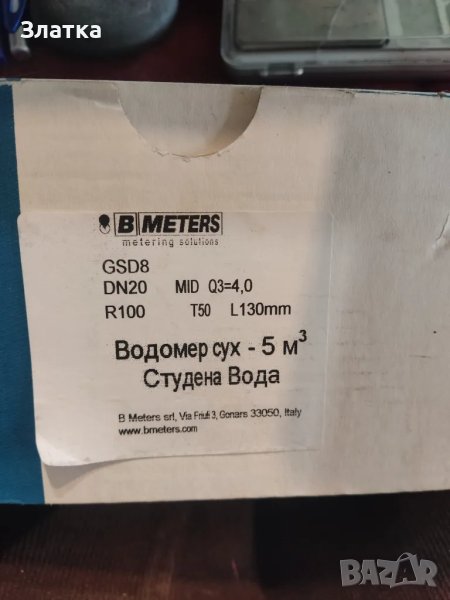 Златка
B METERS
metering solutions
GSD8
DN20 MID Q3=4,0
R100 T50 L130mm
Водомер сух - 5 м³
Студена Вода
B Meters srl, Via Friuli 3, Gonars 33050, Italy
www.bmeters.com
BAZAR